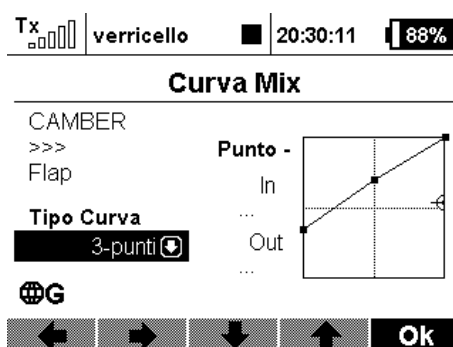 Tx verricello 20:30:11 88%
Curva Mix
CAMBER
>>>
Flap
Tipo Curva
3-punti
G
Punto -
In
...
Out
...
Ok